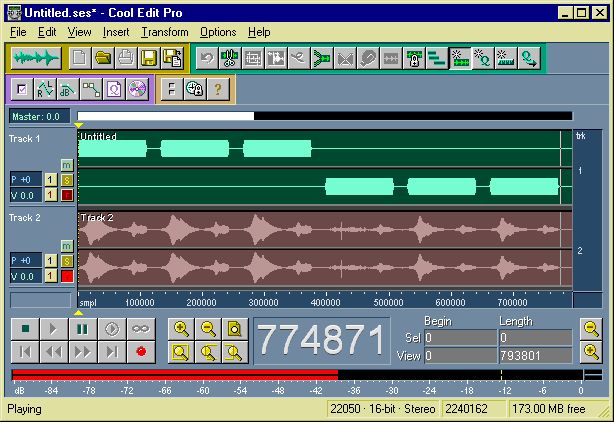 Untitled.ses* - Cool Edit Pro
File Edit View Insert Transform Options Help
R L dB Q F ?
Master: 0.0
Track 1 Untitled trk
1
m
P +0 1 S
V 0.0 1 r
Track 2 Track 2
2
m
P +0 1 S
V 0.0 1
smpl 100000 200000 300000 400000 500000 600000 700000
774871
Begin Length
Sel 0 0
View 0 793801
dB -84 -78 -72 -66 -60 -54 -48 -42 -36 -30 -24 -18 -12 -6 0
Playing 22050 · 16-bit · Stereo 2240162 173.00 MB free